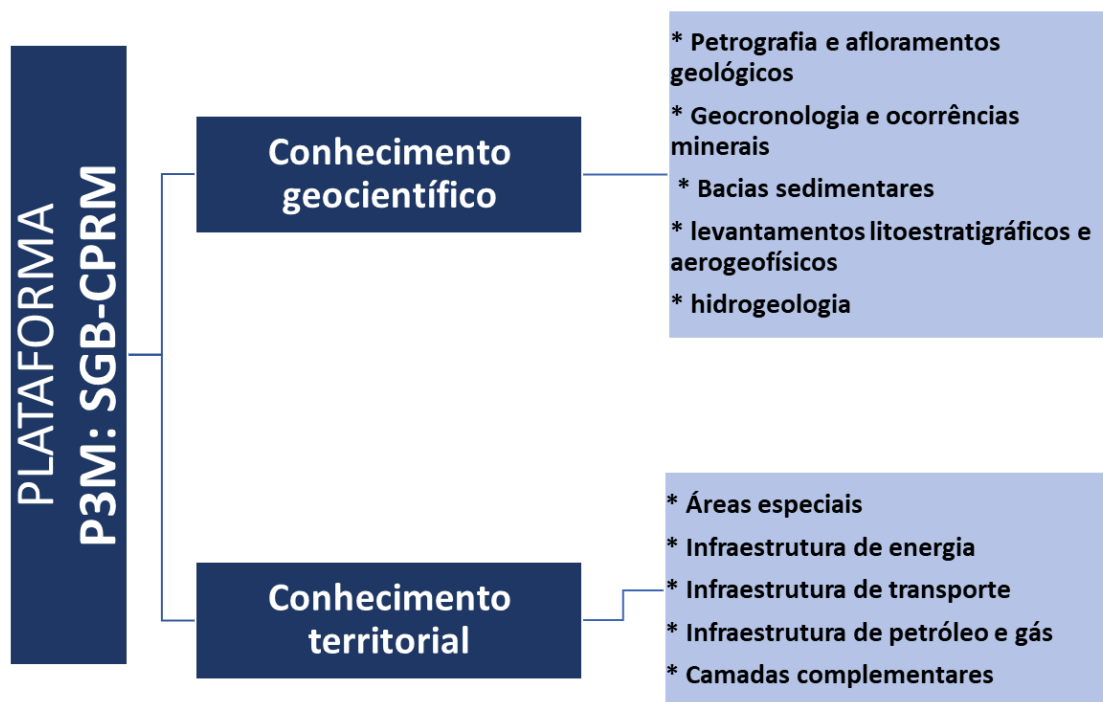 PLATAFORMA
P3M: SGB-CPRM
Conhecimento
geocientífico
* Petrografia e afloramentos
geológicos
* Geocronologia e ocorrências
minerais
* Bacias sedimentares
* levantamentos litoestratigráficos e
aerogeofísicos
* hidrogeologia
Conhecimento
territorial
* Áreas especiais
* Infraestrutura de energia
* Infraestrutura de transporte
* Infraestrutura de petróleo e gás
* Camadas complementares